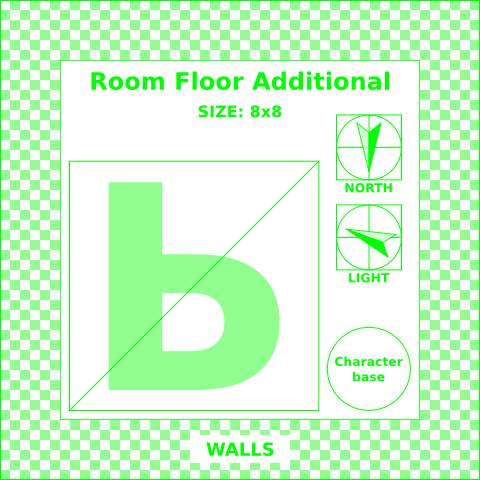 Room Floor Additional
SIZE: 8x8
NORTH
LIGHT
Ь
Character
base
WALLS